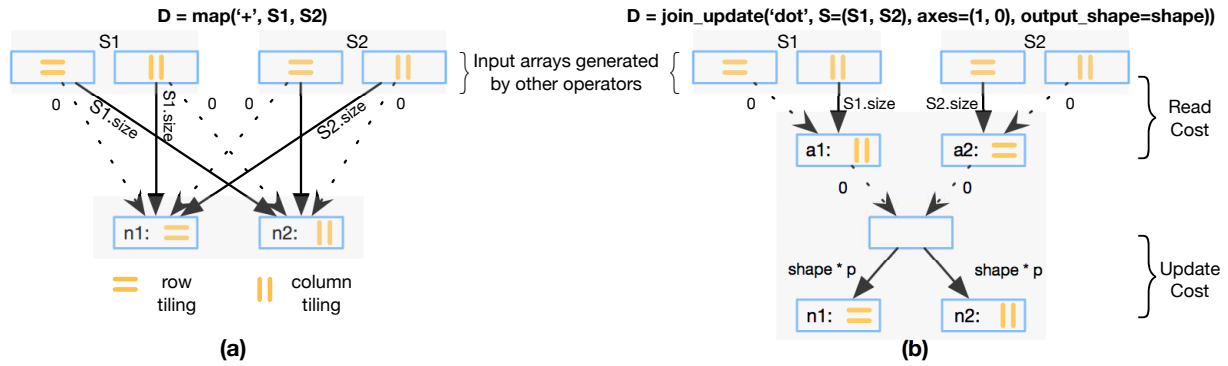 D = map(‘+’, S1, S2)
D = join_update(‘dot’, S=(S1, S2), axes=(1, 0), output_shape=shape))
S1
S2
Input arrays generated
by other operators
S1
S2
0
S1.size
S1.size
0
0
S2.size
0
0
S1.size
S2.size
0
Read
Cost
a1:
a2:
0
0
n1:
n2:
row
tiling
column
tiling
shape * p
shape * p
Update
Cost
n1:
n2:
(a)
(b)